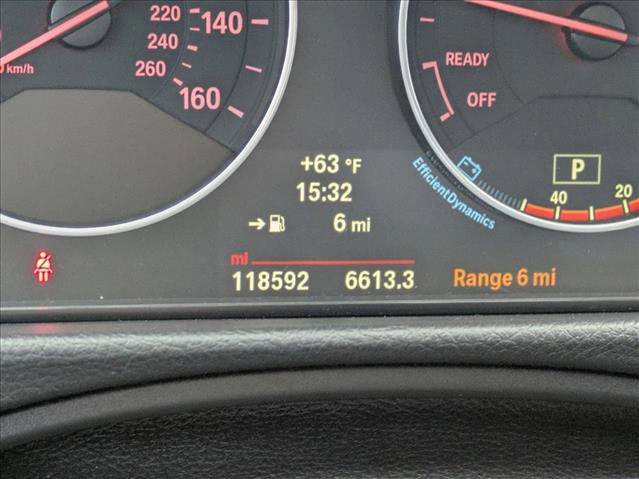 220
140
240
260
160
km/h
READY
OFF
+63 °F
15:32
6 mi
EfficientDynamics
P
40
20
mi
118592
6613.3
Range 6 mi